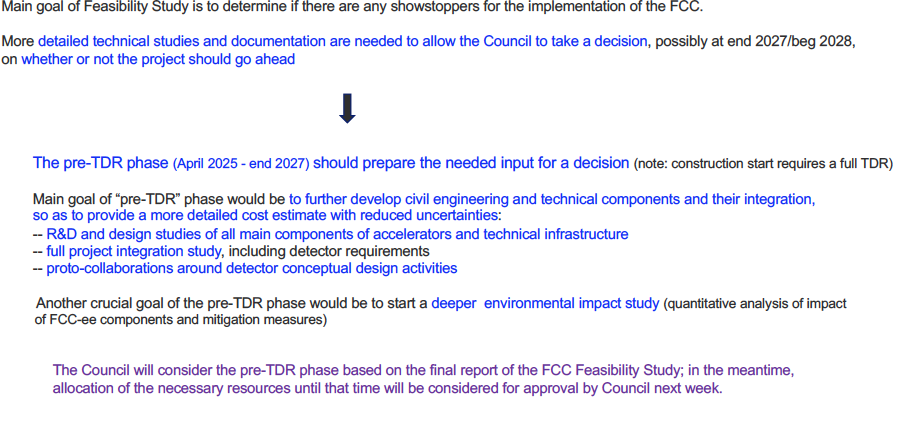 Main goal of Feasibility Study is to determine if there are any showstoppers for the implementation of the FCC.
More detailed technical studies and documentation are needed to allow the Council to take a decision, possibly at end 2027/beg 2028,
on whether or not the project should go ahead
The pre-TDR phase (April 2025 - end 2027) should prepare the needed input for a decision (note: construction start requires a full TDR)
Main goal of “pre-TDR” phase would be to further develop civil engineering and technical components and their integration,
so as to provide a more detailed cost estimate with reduced uncertainties:
-- R&D and design studies of all main components of accelerators and technical infrastructure
-- full project integration study, including detector requirements
-- proto-collaborations around detector conceptual design activities
Another crucial goal of the pre-TDR phase would be to start a deeper environmental impact study (quantitative analysis of impact
of FCC-ee components and mitigation measures)
The Council will consider the pre-TDR phase based on the final report of the FCC Feasibility Study; in the meantime,
allocation of the necessary resources until that time will be considered for approval by Council next week.